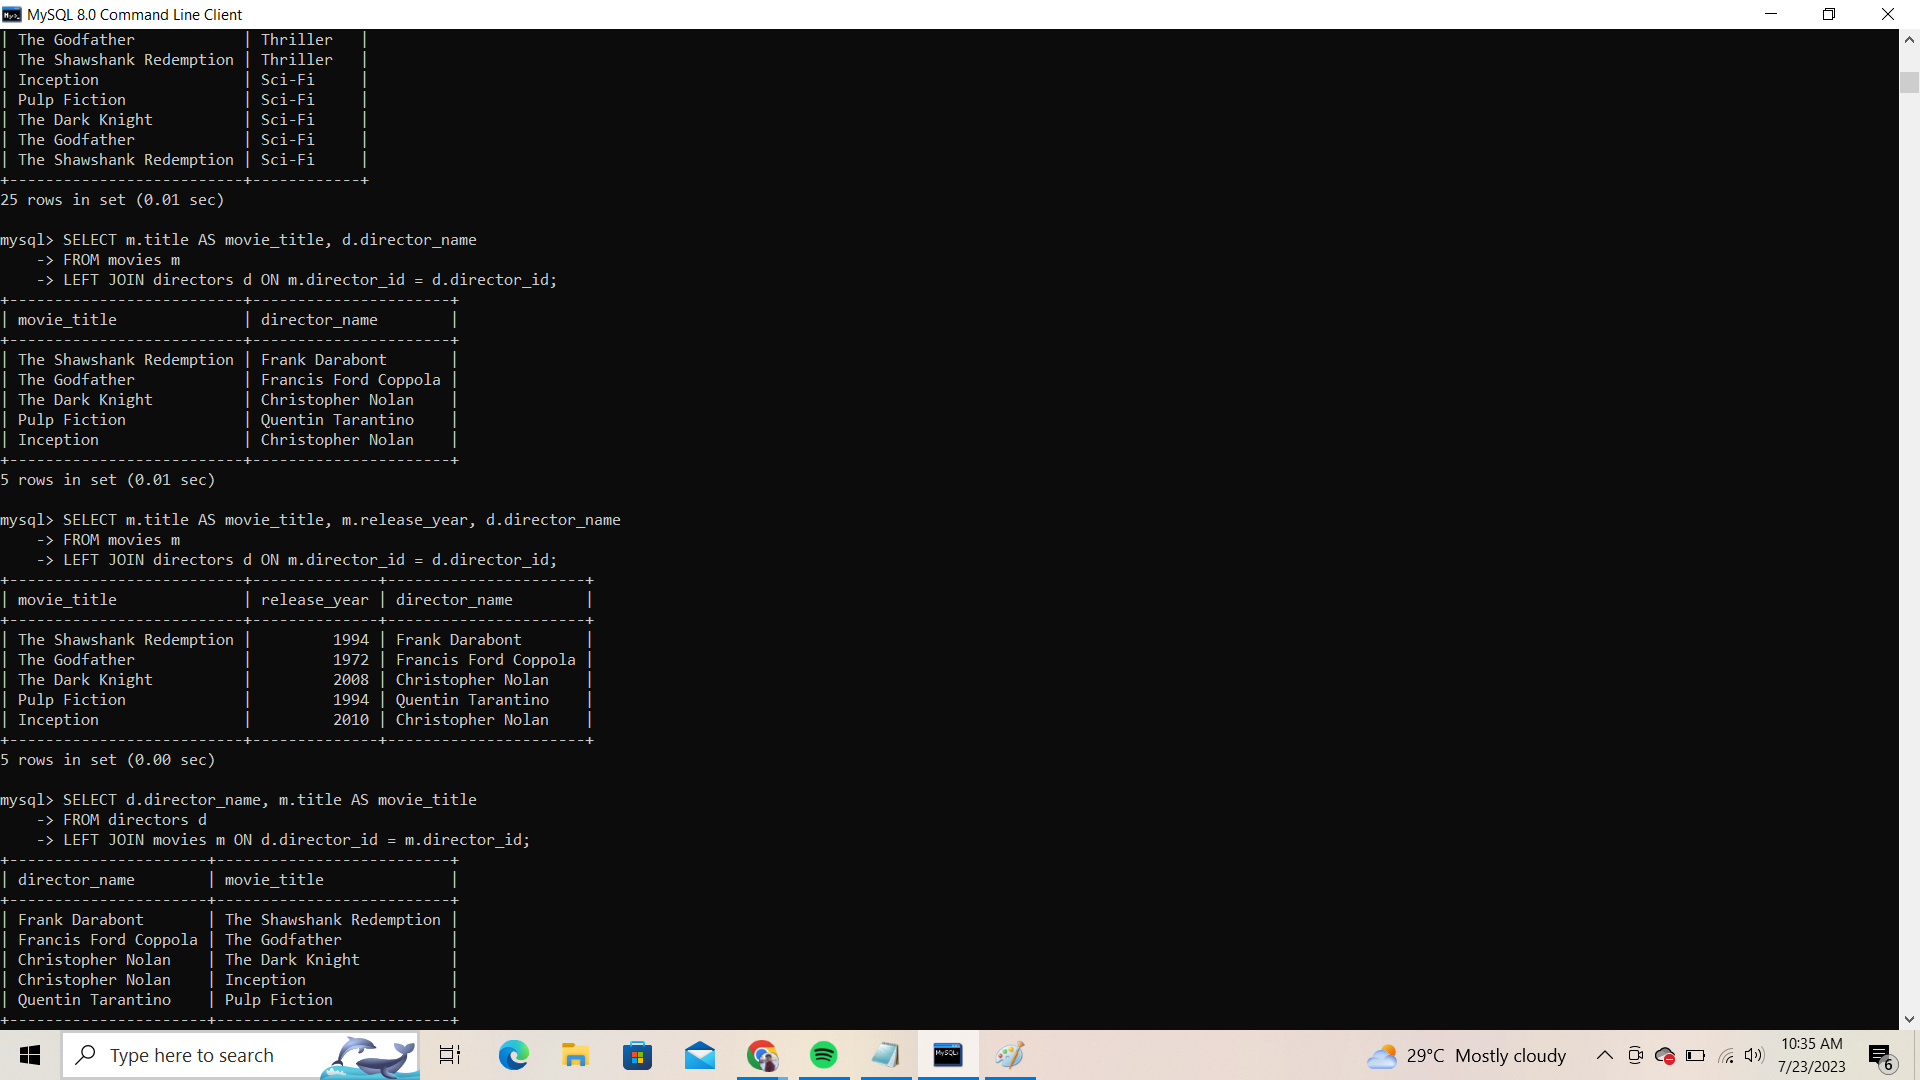 MySQL 8.0 Command Line Client
| The Godfather            | Thriller   |
| The Shawshank Redemption | Thriller   |
| Inception                | Sci-Fi     |
| Pulp Fiction             | Sci-Fi     |
| The Dark Knight          | Sci-Fi     |
| The Godfather            | Sci-Fi     |
| The Shawshank Redemption | Sci-Fi     |
+--------------------------+------------+
25 rows in set (0.01 sec)
mysql> SELECT m.title AS movie_title, d.director_name
    -> FROM movies m
    -> LEFT JOIN directors d ON m.director_id = d.director_id;
+--------------------------+----------------------+
| movie_title              | director_name        |
+--------------------------+----------------------+
| The Shawshank Redemption | Frank Darabont       |
| The Godfather            | Francis Ford Coppola |
| The Dark Knight          | Christopher Nolan    |
| Pulp Fiction             | Quentin Tarantino    |
| Inception                | Christopher Nolan    |
+--------------------------+----------------------+
5 rows in set (0.01 sec)
mysql> SELECT m.title AS movie_title, m.release_year, d.director_name
    -> FROM movies m
    -> LEFT JOIN directors d ON m.director_id = d.director_id;
+--------------------------+--------------+----------------------+
| movie_title              | release_year | director_name        |
+--------------------------+--------------+----------------------+
| The Shawshank Redemption |         1994 | Frank Darabont       |
| The Godfather            |         1972 | Francis Ford Coppola |
| The Dark Knight          |         2008 | Christopher Nolan    |
| Pulp Fiction             |         1994 | Quentin Tarantino    |
| Inception                |         2010 | Christopher Nolan    |
+--------------------------+--------------+----------------------+
5 rows in set (0.00 sec)
mysql> SELECT d.director_name, m.title AS movie_title
    -> FROM directors d
    -> LEFT JOIN movies m ON d.director_id = m.director_id;
+----------------------+--------------------------+
| director_name        | movie_title              |
+----------------------+--------------------------+
| Frank Darabont       | The Shawshank Redemption |
| Francis Ford Coppola | The Godfather            |
| Christopher Nolan    | The Dark Knight          |
| Christopher Nolan    | Inception                |
| Quentin Tarantino    | Pulp Fiction             |
+----------------------+--------------------------+
Type here to search
29°C Mostly cloudy
10:35 AM
7/23/2023
6